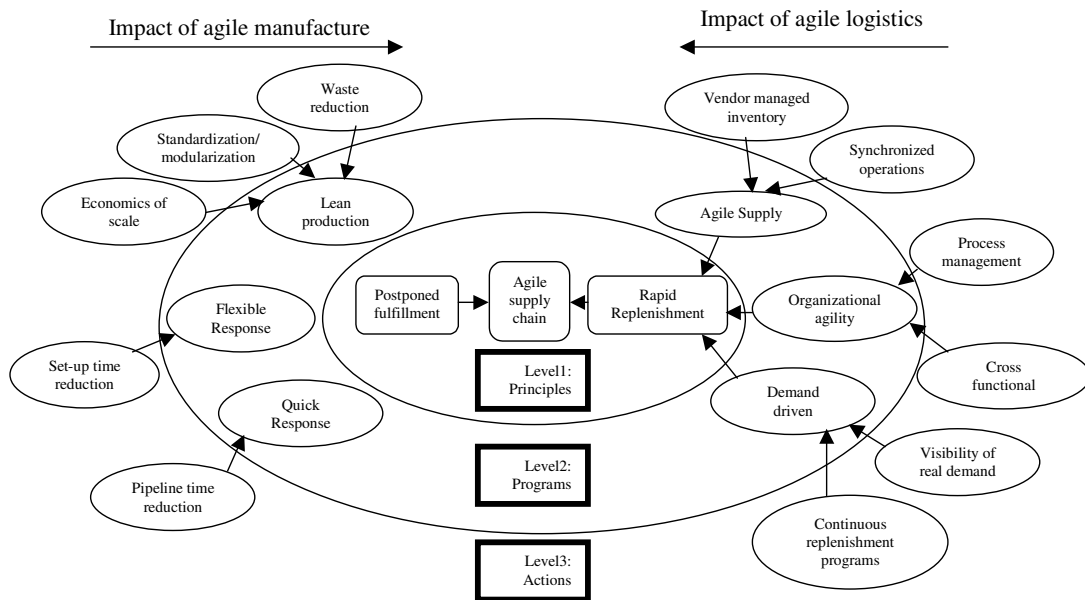 Impact of agile manufacture
Impact of agile logistics
Waste
reduction
Vendor managed
inventory
Standardization/
modularization
Synchronized
operations
Economics of
scale
Lean
production
Agile Supply
Process
management
Postponed
fulfillment
Agile
supply
chain
Rapid
Replenishment
Organizational
agility
Flexible
Response
Set-up time
reduction
Level1:
Principles
Cross
functional
Quick
Response
Demand
driven
Visibility of
real demand
Pipeline time
reduction
Level2:
Programs
Continuous
replenishment
programs
Level3:
Actions